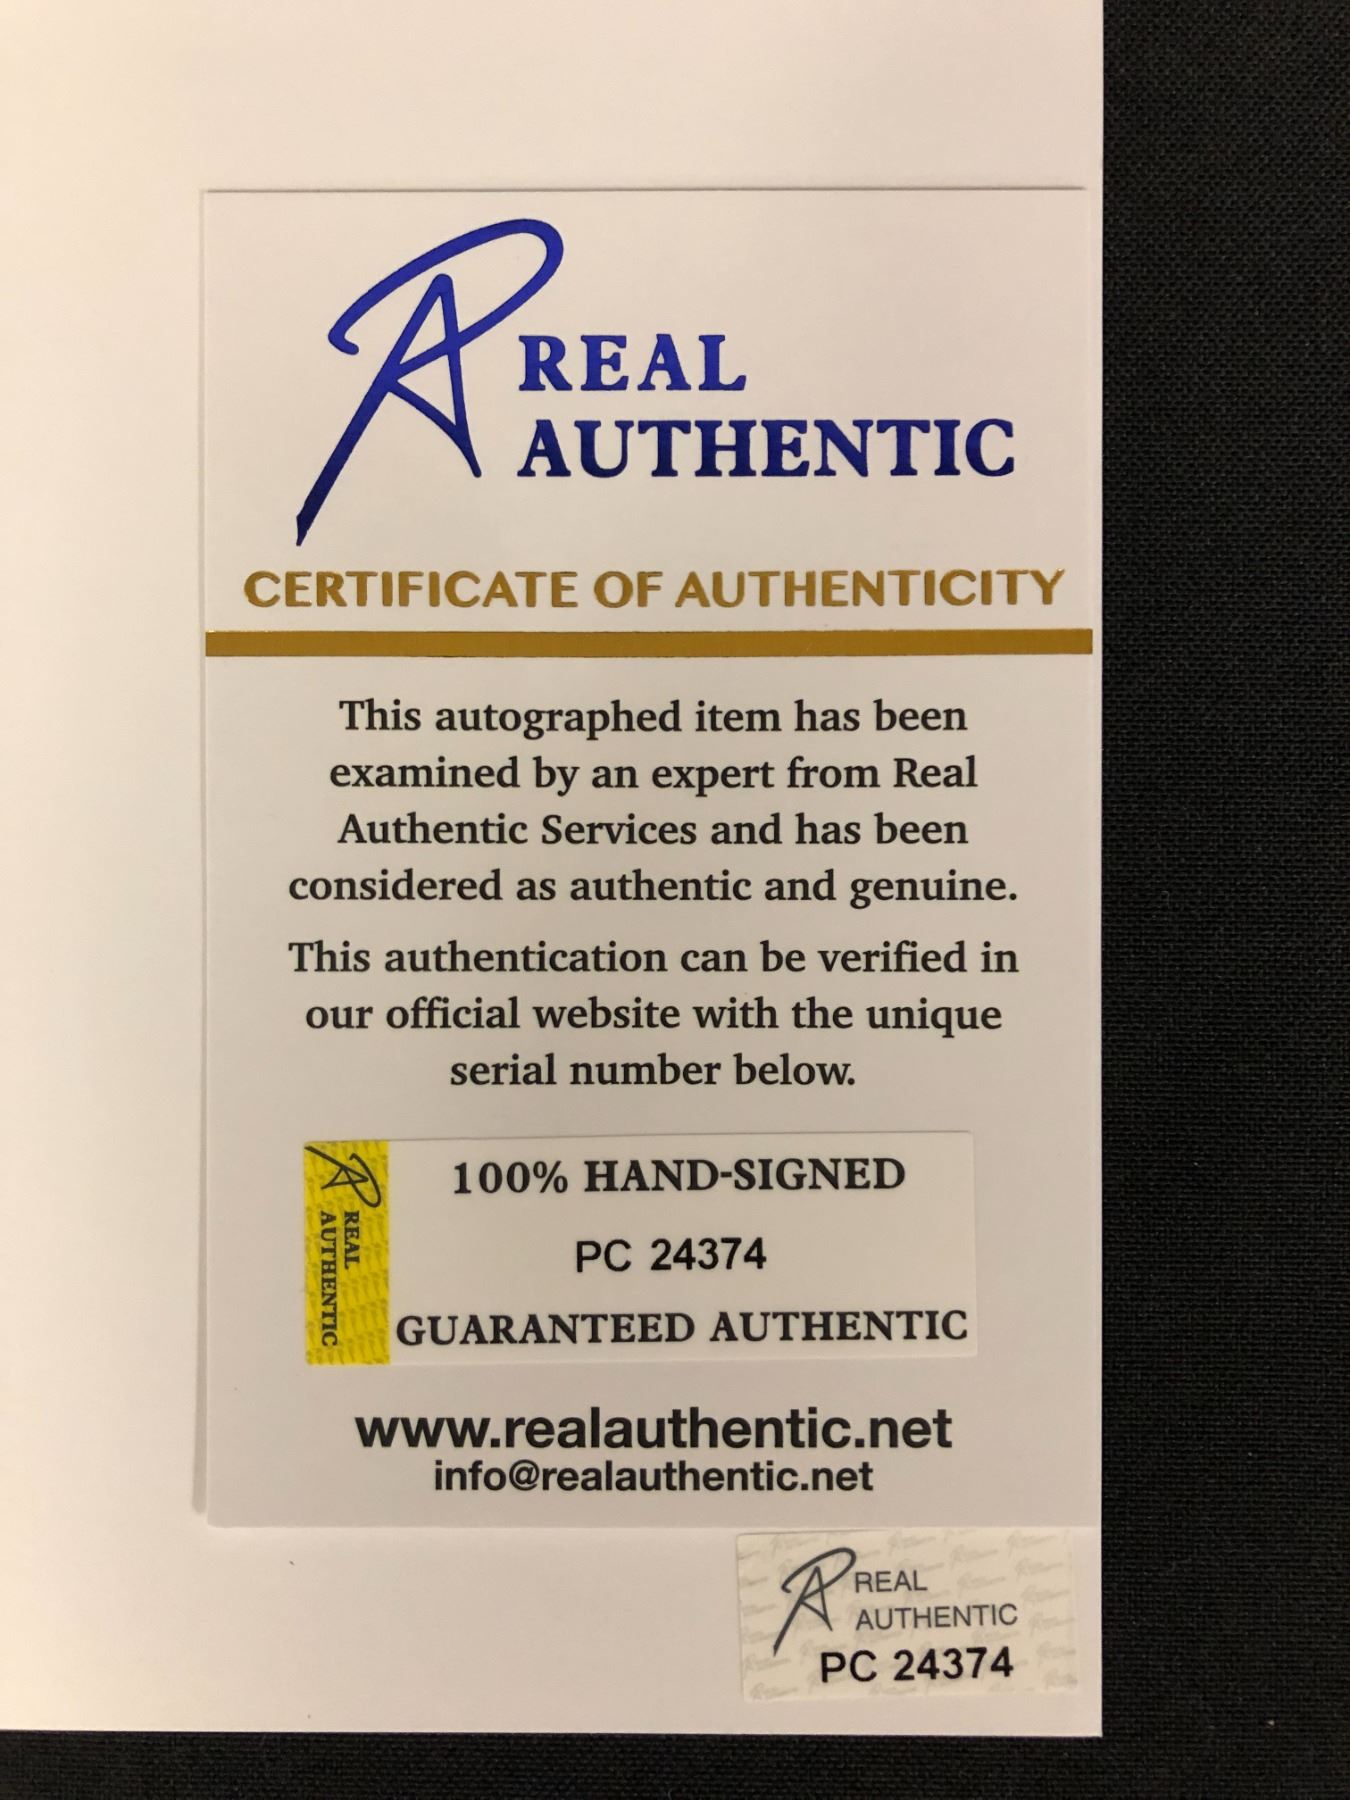 REAL
AUTHENTIC
CERTIFICATE OF AUTHENTICITY
This autographed item has been
examined by an expert from Real
Authentic Services and has been
considered as authentic and genuine.
This authentication can be verified in
our official website with the unique
serial number below.
REAL
AUTHENTIC
100% HAND-SIGNED
PC 24374
GUARANTEED AUTHENTIC
www.realauthentic.net
info@realauthentic.net
REAL
AUTHENTIC
PC 24374